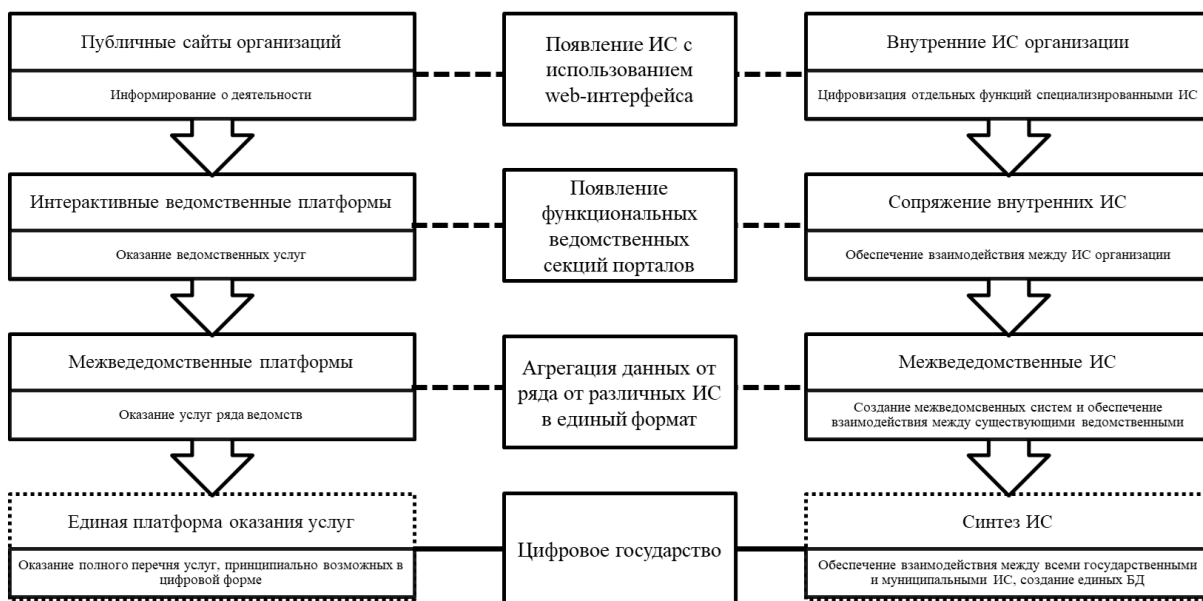 Публичные сайты организаций
Информирование о деятельности
Появление ИС с
использованием
web-интерфейса
Внутренние ИС организации
Цифровизация отдельных функций специализированными ИС
Интерактивные ведомственные платформы
Оказание ведомственных услуг
Появление
функциональных
ведомственных
секций порталов
Сопряжение внутренних ИС
Обеспечение взаимодействия между ИС организации
Межведедомственные платформы
Оказание услуг ряда ведомств
Агрегация данных от
ряда от различных ИС
в единый формат
Межведедомственные ИС
Создание межведомсвенных систем и обеспечение
взаимодействия между существующими ведомственными
Единая платформа оказания услуг
Оказание полного перечня услуг, принципиально возможных в
цифровой форме
Цифровое государство
Синтез ИС
Обеспечение взаимодействия между всеми государственными
и муниципальными ИС, создание единых БД